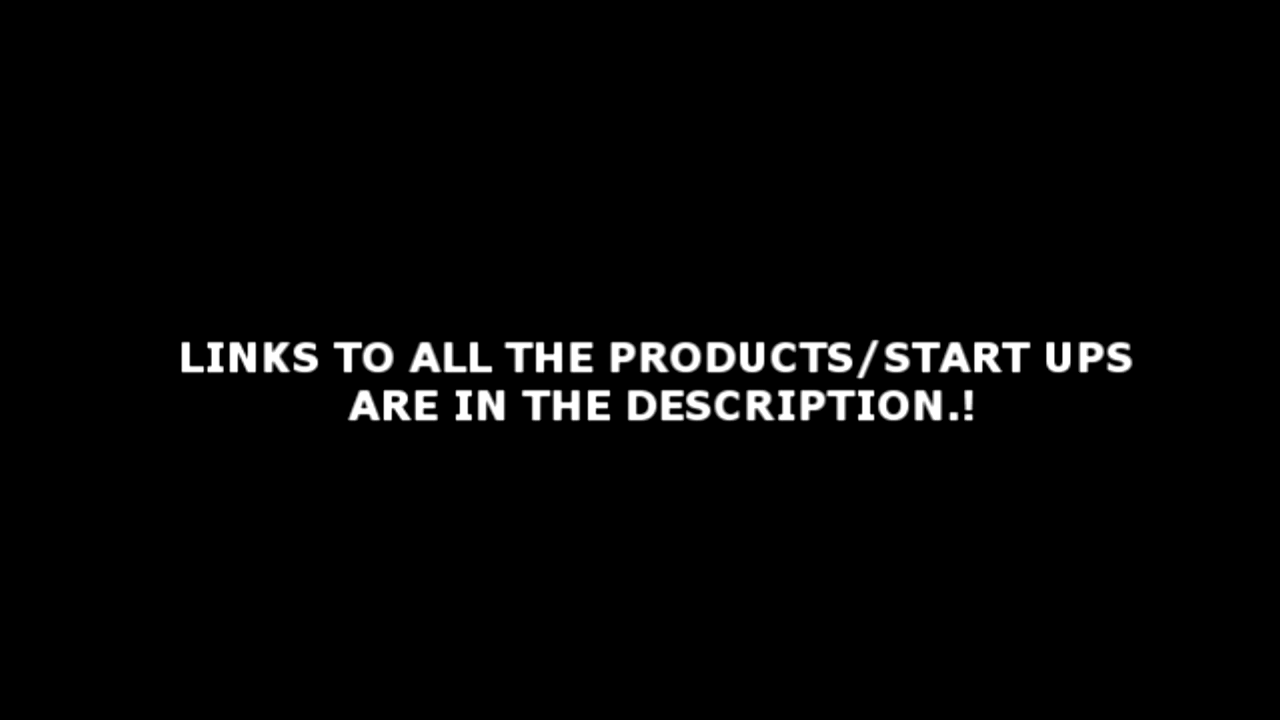 LINKS TO ALL THE PRODUCTS/START UPS
ARE IN THE DESCRIPTION.!